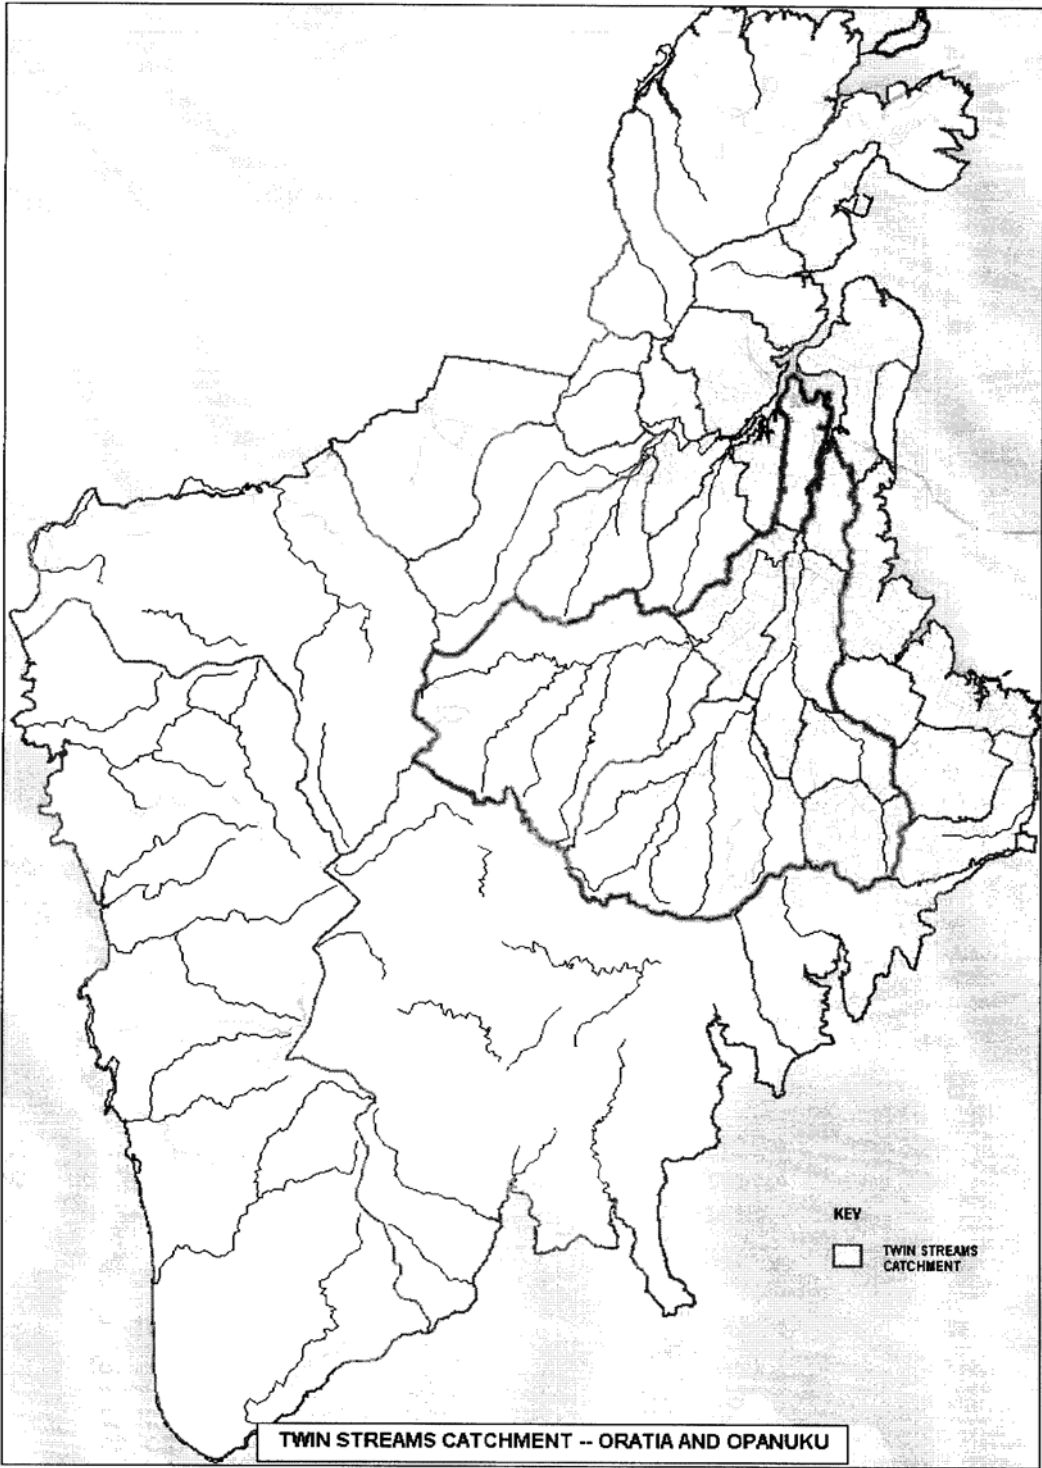 KEY
TWIN STREAMS
CATCHMENT
TWIN STREAMS CATCHMENT -- ORATIA AND OPANUKU